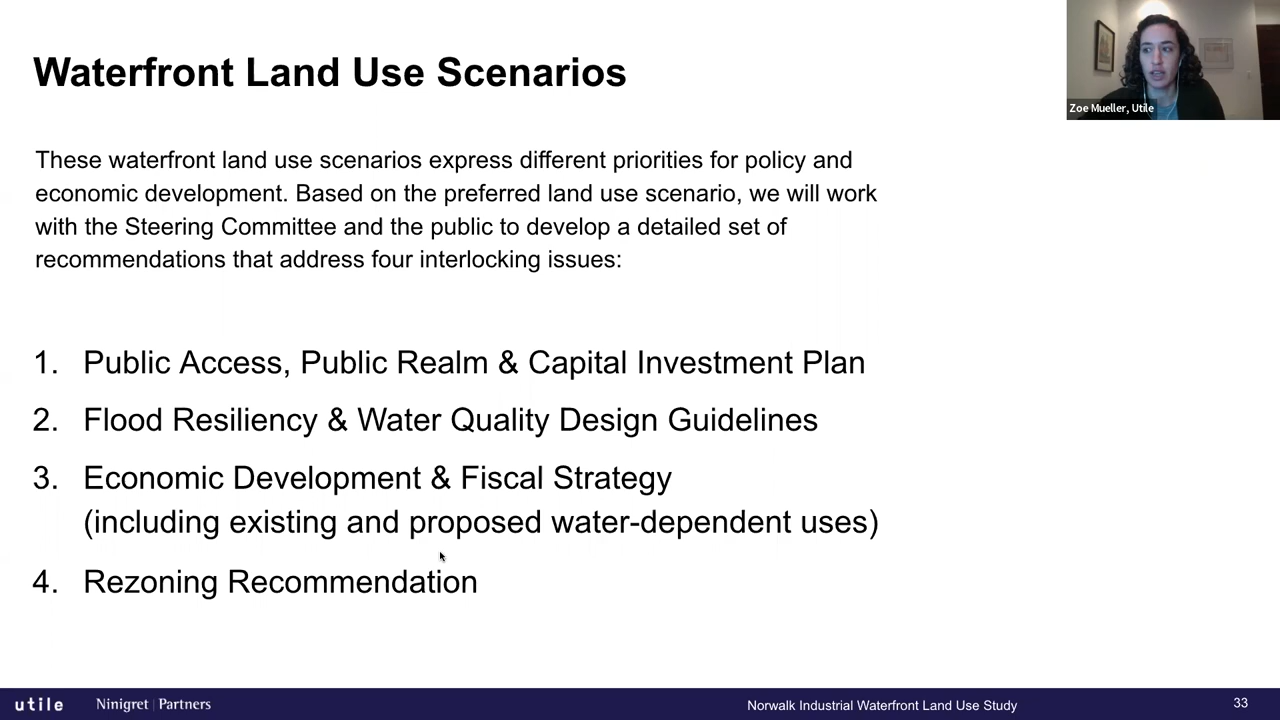 Waterfront Land Use Scenarios
Zoe Mueller, Utile
These waterfront land use scenarios express different priorities for policy and
economic development. Based on the preferred land use scenario, we will work
with the Steering Committee and the public to develop a detailed set of
recommendations that address four interlocking issues:
1. Public Access, Public Realm & Capital Investment Plan
2. Flood Resiliency & Water Quality Design Guidelines
3. Economic Development & Fiscal Strategy
(including existing and proposed water-dependent uses)
4. Rezoning Recommendation
utile Ninigret | Partners Norwalk Industrial Waterfront Land Use Study 33